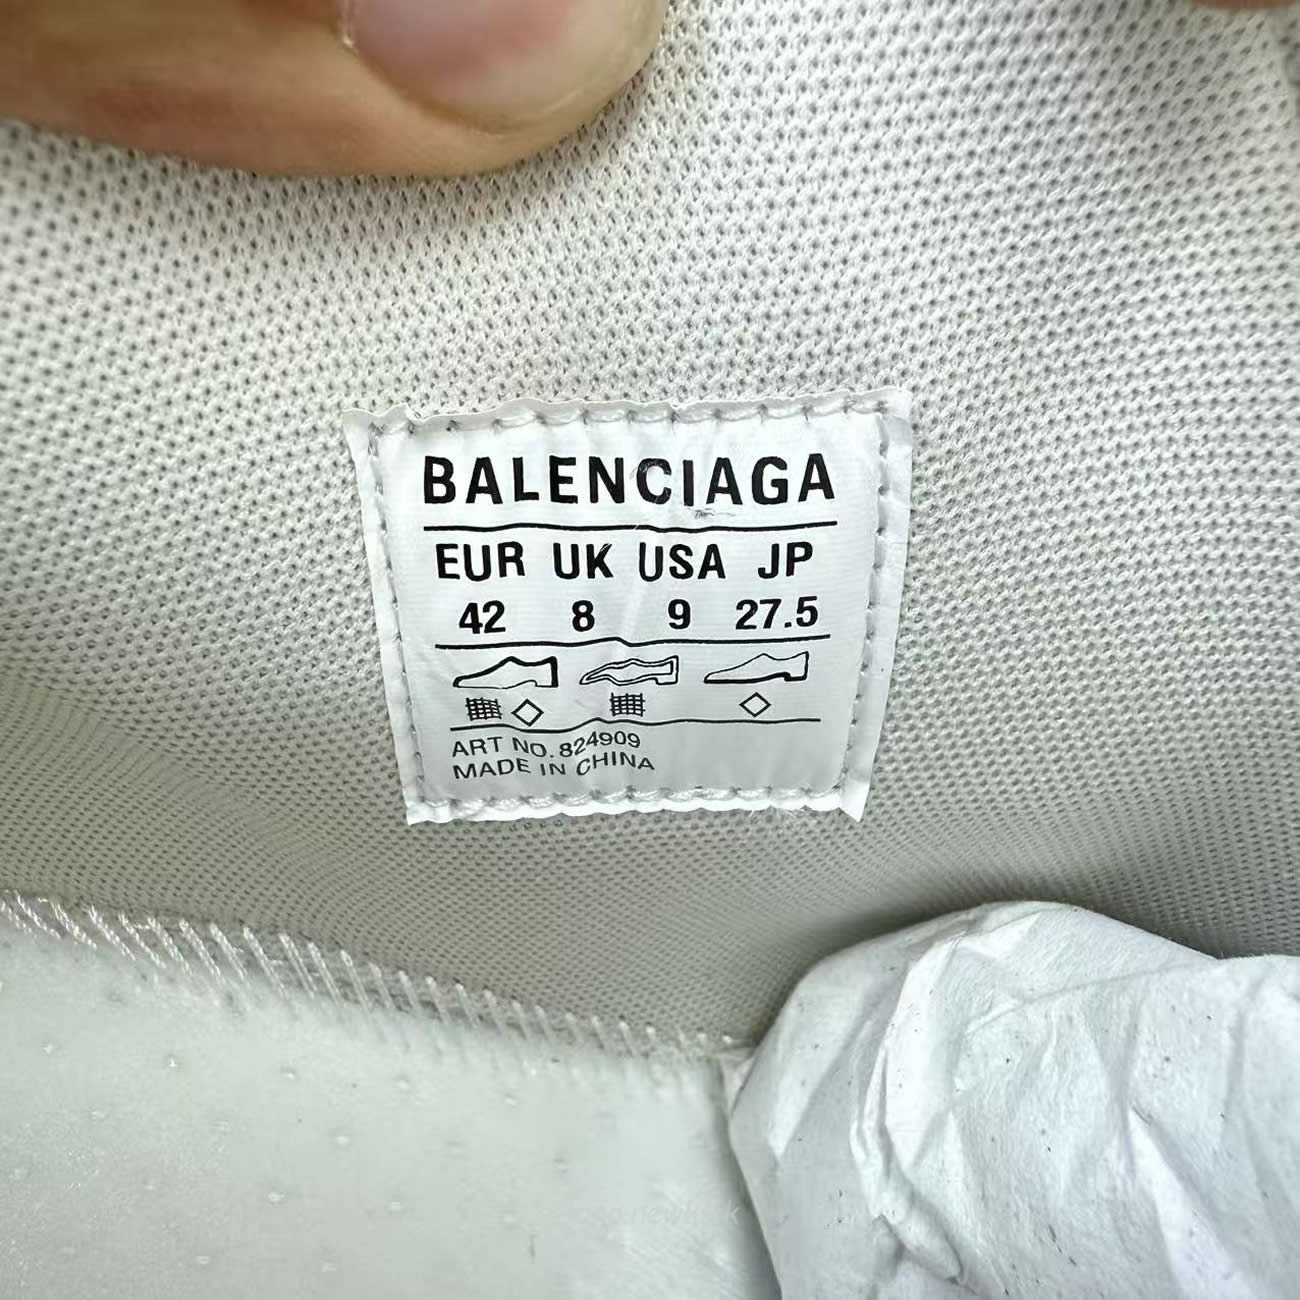 BALENCIAGA
EUR UK USA JP
42 8 9 27.5
ART NO. 824909
MADE IN CHINA